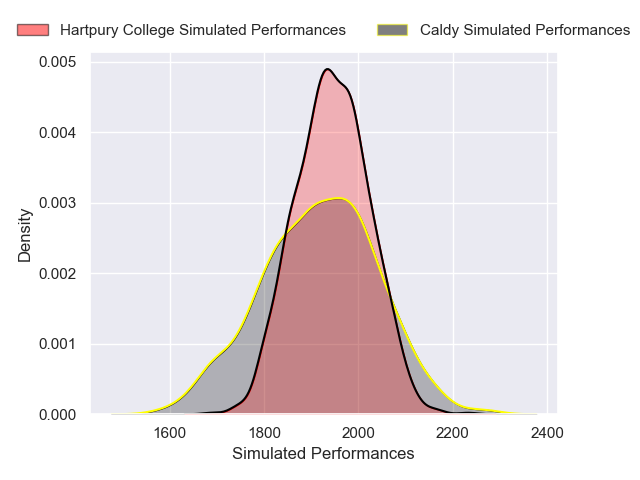 Hartpury College Simulated Performances Caldy Simulated Performances
0.005
0.004
0.003
0.002
0.001
0.000
Density
1600 1800 2000 2200 2400
Simulated Performances